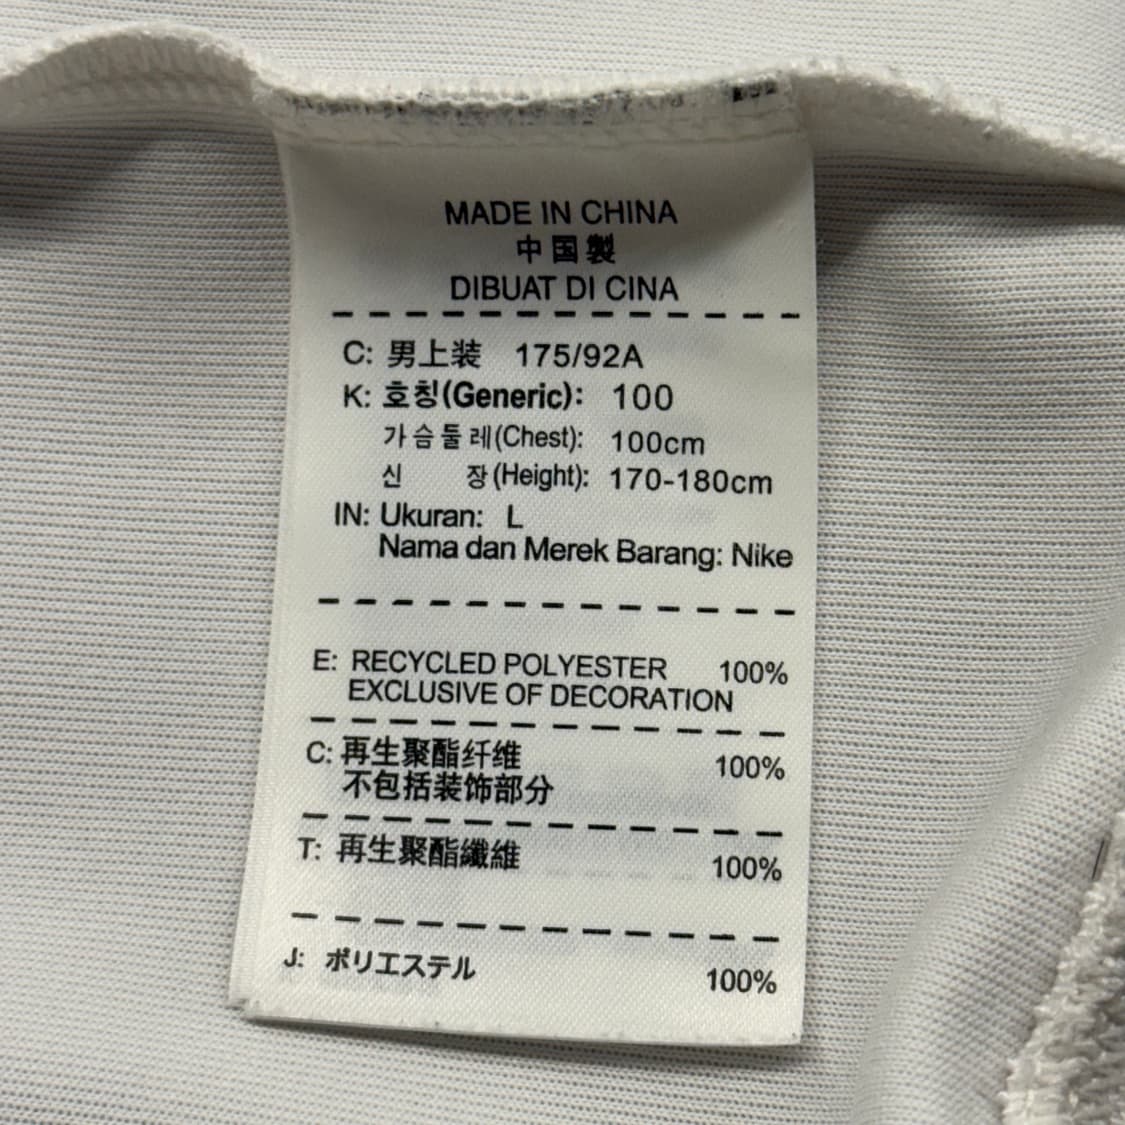 MADE IN CHINA
中国製
DIBUAT DI CINA
C: 男上装 175/92A
K: 호칭(Generic): 100
가슴둘레(Chest): 100cm
신 장(Height): 170-180cm
IN: Ukuran: L
Nama dan Merek Barang: Nike
E: RECYCLED POLYESTER 100%
EXCLUSIVE OF DECORATION
C: 再生聚酯纤维 100%
不包括装饰部分
T: 再生聚酯纖維 100%
J: ポリエステル 100%